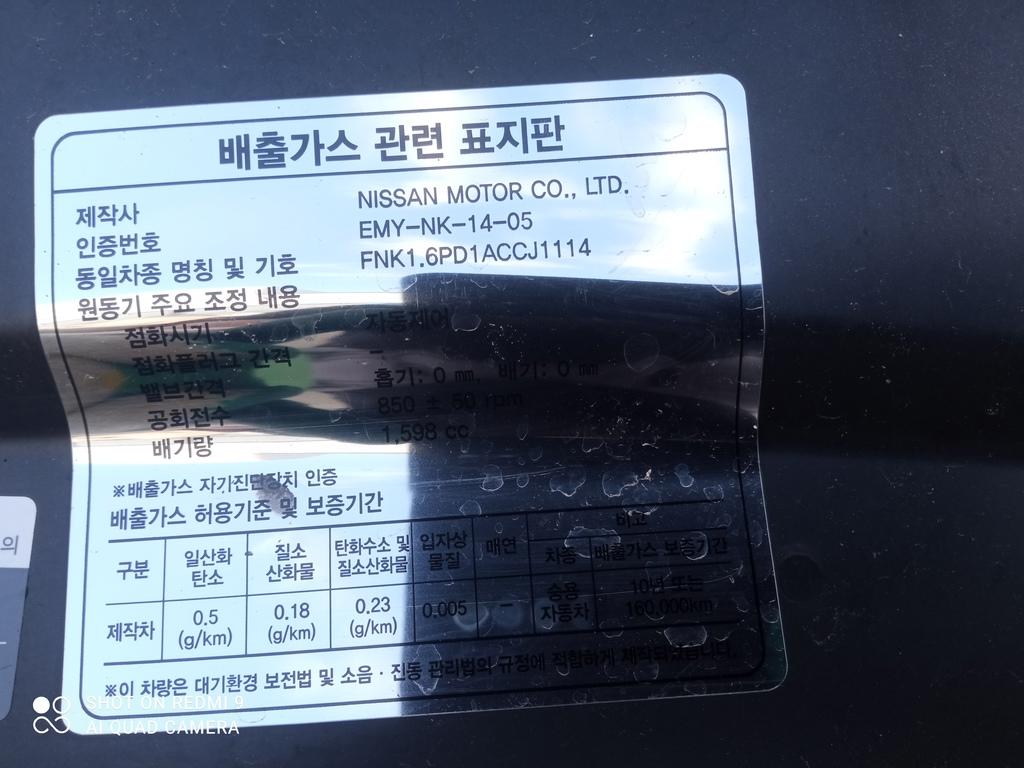 배출가스 관련 표지판
제작사 NISSAN MOTOR CO., LTD.
인증번호 EMY-NK-14-05
동일차종 명칭 및 기호 FNK1.6PD1ACCJ1114
원동기 주요 조정 내용
점화시기 자동제어
점화플러그 간격 -
밸브간격 흡기: 0 mm, 배기: 0 mm
공회전수 850 ± 50 rpm
배기량 1,598 cc
※배출가스 자기진단장치 인증
배출가스 허용기준 및 보증기간
구분 일산화 탄소 질소 산화물 탄화수소 및 질소산화물 입자상 물질 매연 비고
차종 배출가스 보증기간
제작차 0.5 (g/km) 0.18 (g/km) 0.23 (g/km) 0.005 - 승용 자동차 10년 또는 160,000km
※이 차량은 대기환경 보전법 및 소음·진동 관리법의 규정에 적합하게 제작되었습니다.
의
SHOT ON REDMI 9
AI QUAD CAMERA